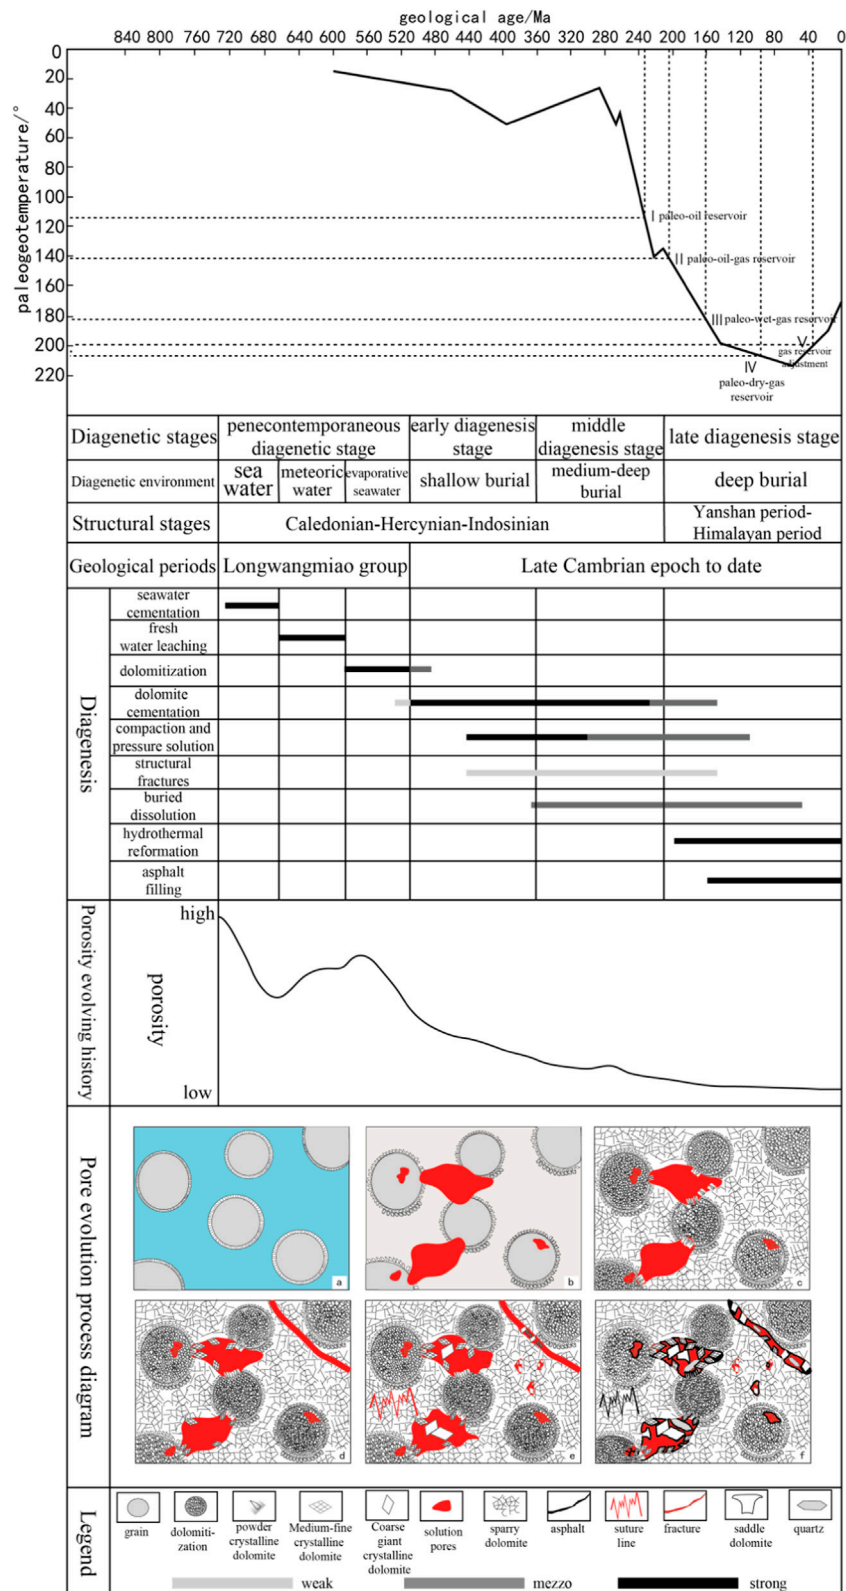 geological age/Ma
840 800 760 720 680 640 600 560 520 480 440 400 360 320 280 240 200 160 120 80 40 0
paleogeotemperature/°
0
20
40
60
80
100
120
140
160
180
200
220
I paleo-oil reservoir
II paleo-oil-gas reservoir
III paleo-wet-gas reservoir
IV
paleo-dry-gas
reservoir
V
gas reservoir
adjustment
Diagenetic stages
penecontemporaneous
diagenetic stage
early diagenesis
stage
middle
diagenesis stage
late diagenesis stage
Diagenetic environment
sea
water
meteoric
water
evaporative
seawater
shallow burial
medium-deep
burial
deep burial
Structural stages
Caledonian-Hercynian-Indosinian
Yanshan period-
Himalayan period
Geological periods
Longwangmiao group
Late Cambrian epoch to date
Diagenesis
seawater
cementation
fresh
water leaching
dolomitization
dolomite
cementation
compaction and
pressure solution
structural
fractures
buried
dissolution
hydrothermal
reformation
asphalt
filling
Porosity evolving history
high
porosity
low
Pore evolution process diagram
a
b
c
d
e
f
Legend
grain
dolomiti-
zation
powder
crystalline
dolomite
Medium-fine
crystalline
dolomite
Coarse
giant
crystalline
dolomite
solution
pores
sparry
dolomite
asphalt
suture
line
fracture
saddle
dolomite
quartz
weak
mezzo
strong